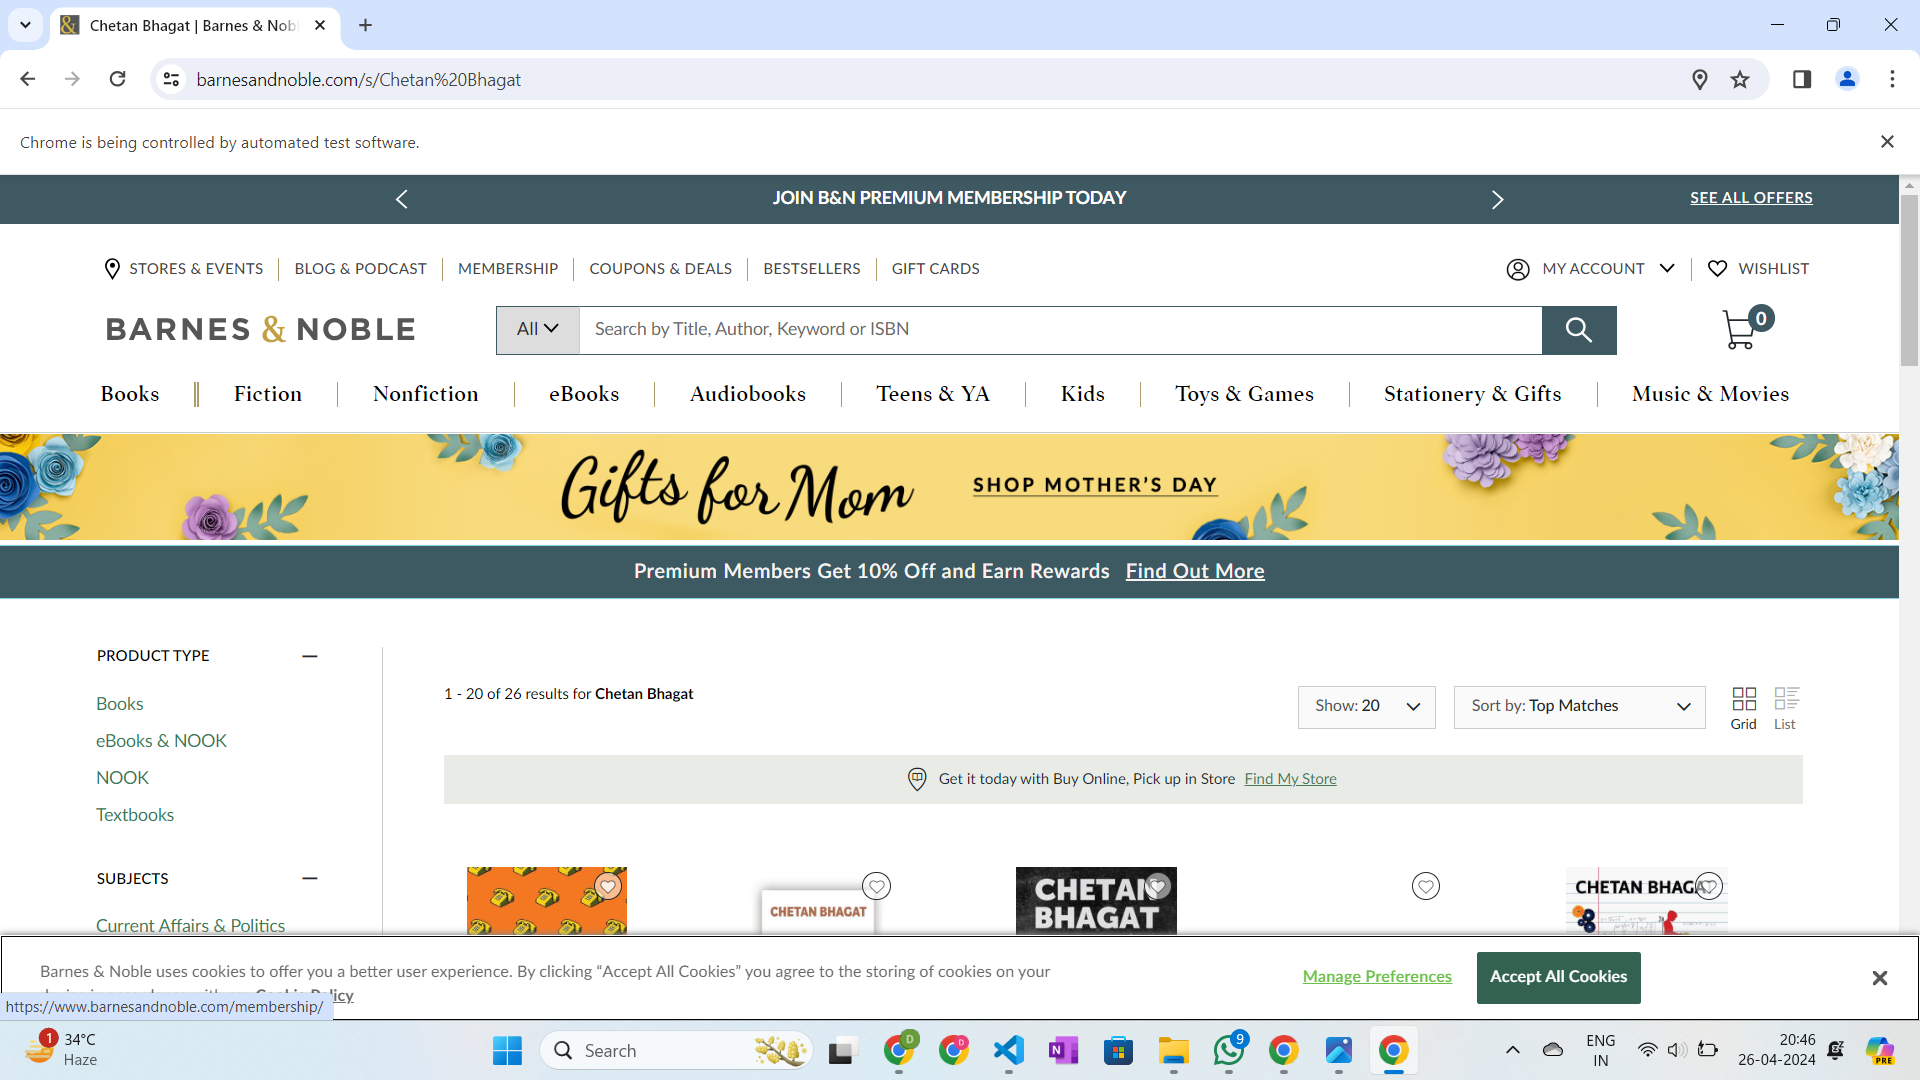 Chetan Bhagat | Barnes & Nob
barnesandnoble.com/s/Chetan%20Bhagat
Chrome is being controlled by automated test software.
JOIN B&N PREMIUM MEMBERSHIP TODAY
SEE ALL OFFERS
STORES & EVENTS
BLOG & PODCAST
MEMBERSHIP
COUPONS & DEALS
BESTSELLERS
GIFT CARDS
MY ACCOUNT
WISHLIST
BARNES & NOBLE
All
Search by Title, Author, Keyword or ISBN
0
Books
Fiction
Nonfiction
eBooks
Audiobooks
Teens & YA
Kids
Toys & Games
Stationery & Gifts
Music & Movies
Gifts for Mom
SHOP MOTHER'S DAY
Premium Members Get 10% Off and Earn Rewards Find Out More
PRODUCT TYPE
Books
eBooks & NOOK
NOOK
Textbooks
SUBJECTS
Current Affairs & Politics
1 - 20 of 26 results for Chetan Bhagat
Show: 20
Sort by: Top Matches
Grid
List
Get it today with Buy Online, Pick up in Store Find My Store
CHETAN BHAGAT
CHETAN
BHAGAT
CHETAN BHAGA
Barnes & Noble uses cookies to offer you a better user experience. By clicking “Accept All Cookies” you agree to the storing of cookies on your
Manage Preferences
Accept All Cookies
https://www.barnesandnoble.com/membership/
1
34°C
Haze
Search
D
D
9
ENG
IN
20:46
26-04-2024
PRE